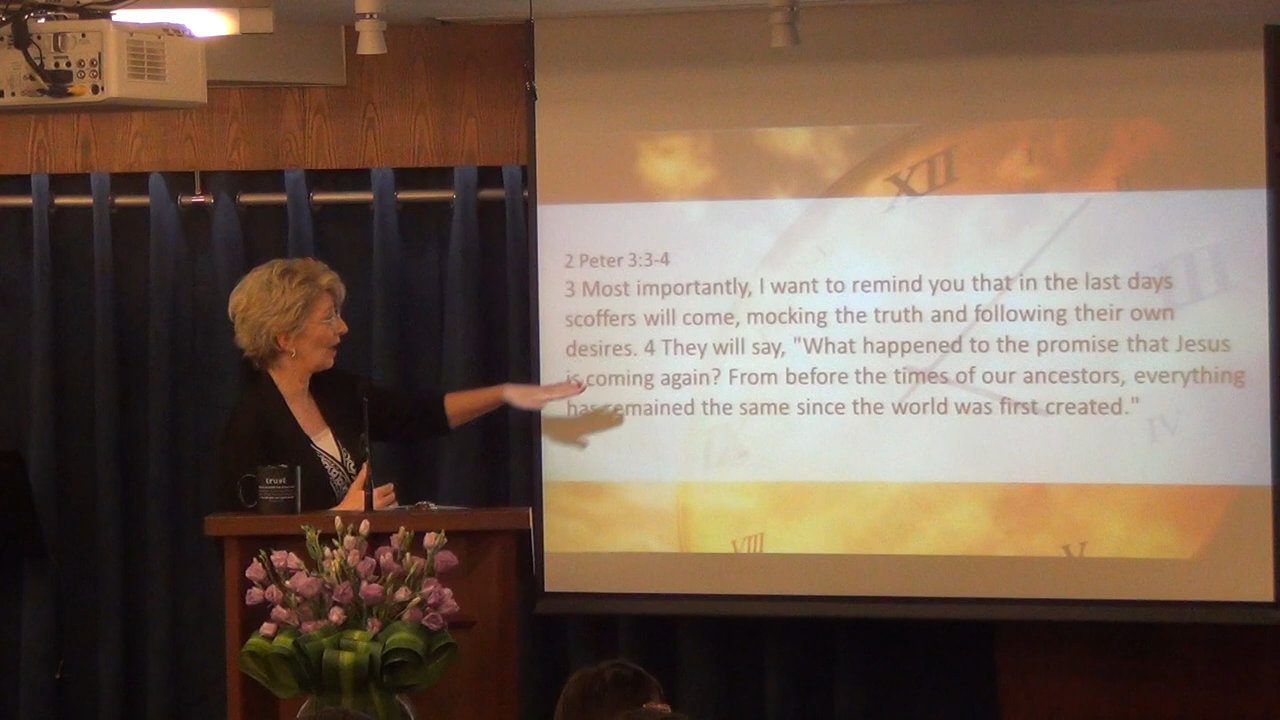 2 Peter 3:3-4
3 Most importantly, I want to remind you that in the last days
scoffers will come, mocking the truth and following their own
desires. 4 They will say, "What happened to the promise that Jesus
is coming again? From before the times of our ancestors, everything
has remained the same since the world was first created."
XII
III
IV
VIII
V
trust